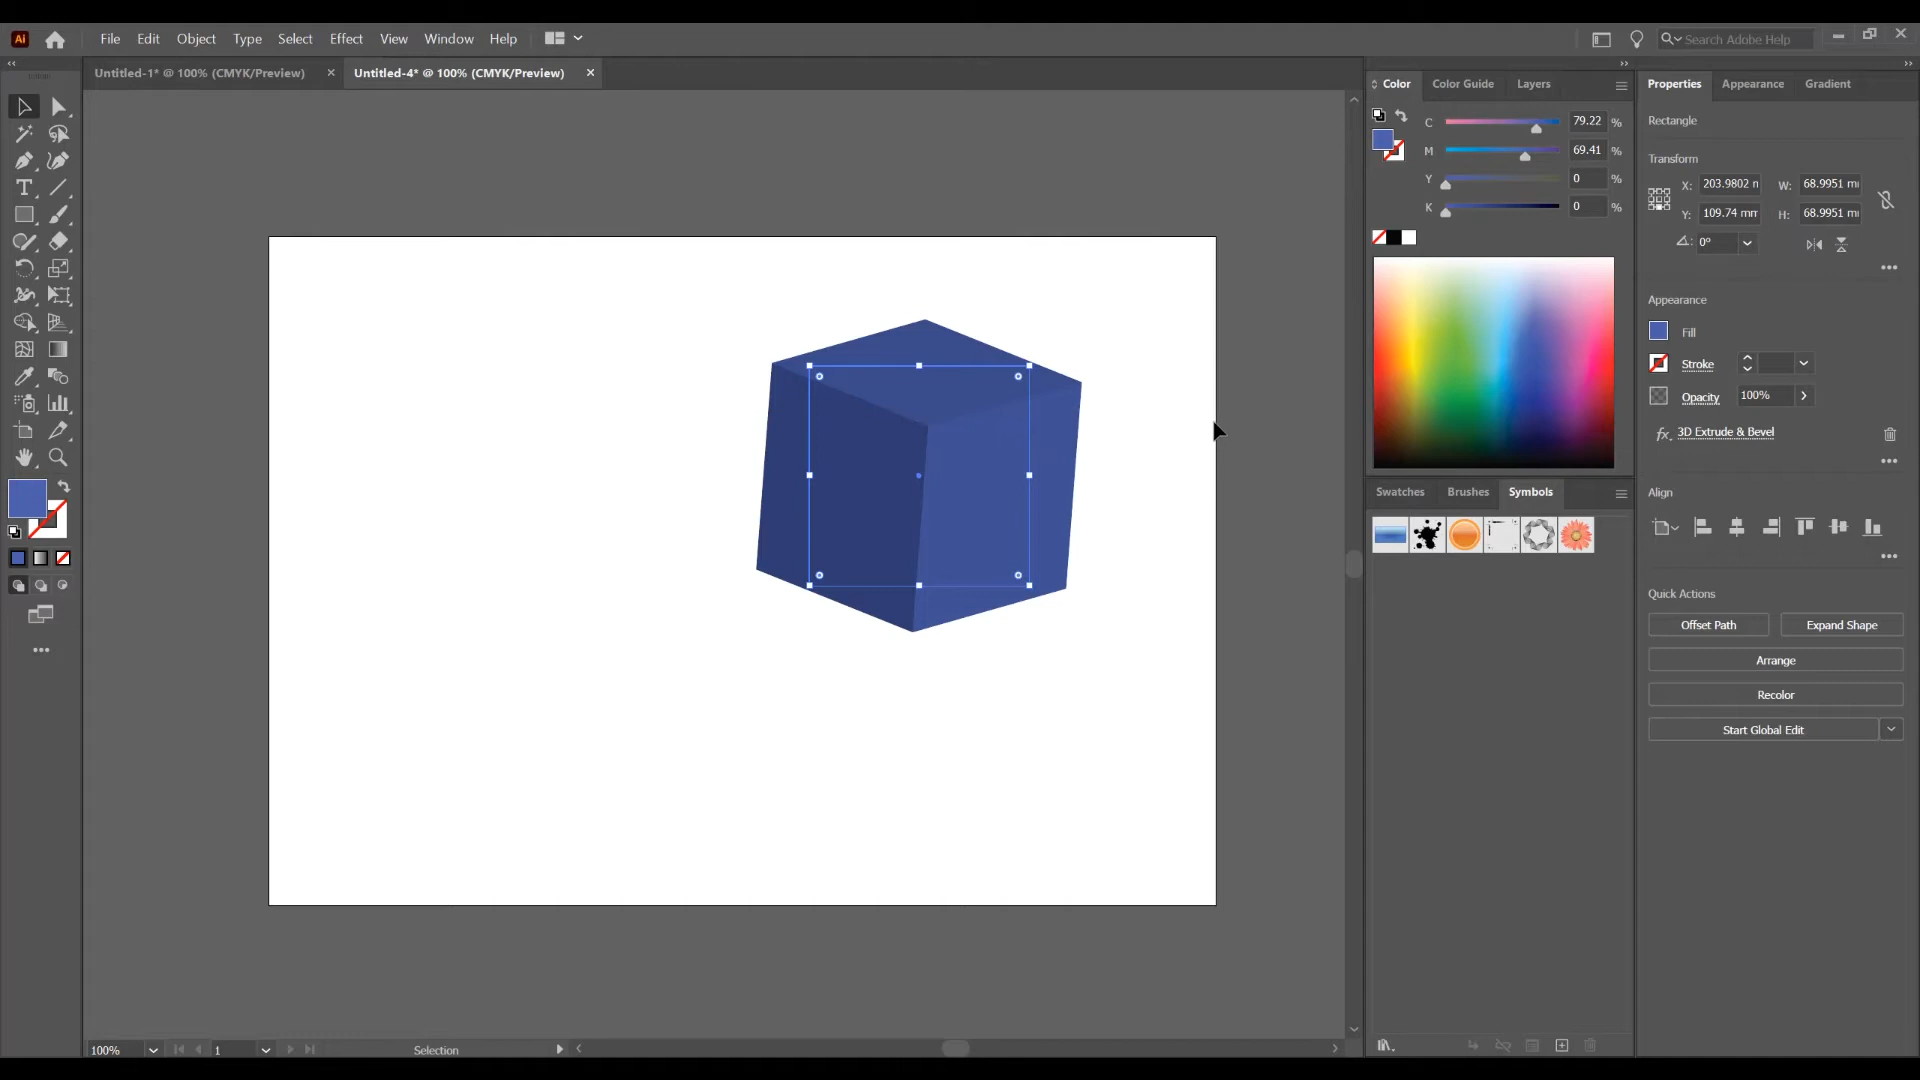 Ai File Edit Object Type Select Effect View Window Help Search Adobe Help
Untitled-1* @ 100% (CMYK/Preview) × Untitled-4* @ 100% (CMYK/Preview) ×
Color Color Guide Layers
C 79.22 %
M 69.41 %
Y 0 %
K 0 %
Swatches Brushes Symbols
Properties Appearance Gradient
Rectangle
Transform
X: 203.9802 W: 68.9951
Y: 109.74 mm H: 68.9951
0°
Appearance
Fill
Stroke
Opacity 100%
fx. 3D Extrude & Bevel
Align
Quick Actions
Offset Path Expand Shape
Arrange
Recolor
Start Global Edit
100% 1 Selection